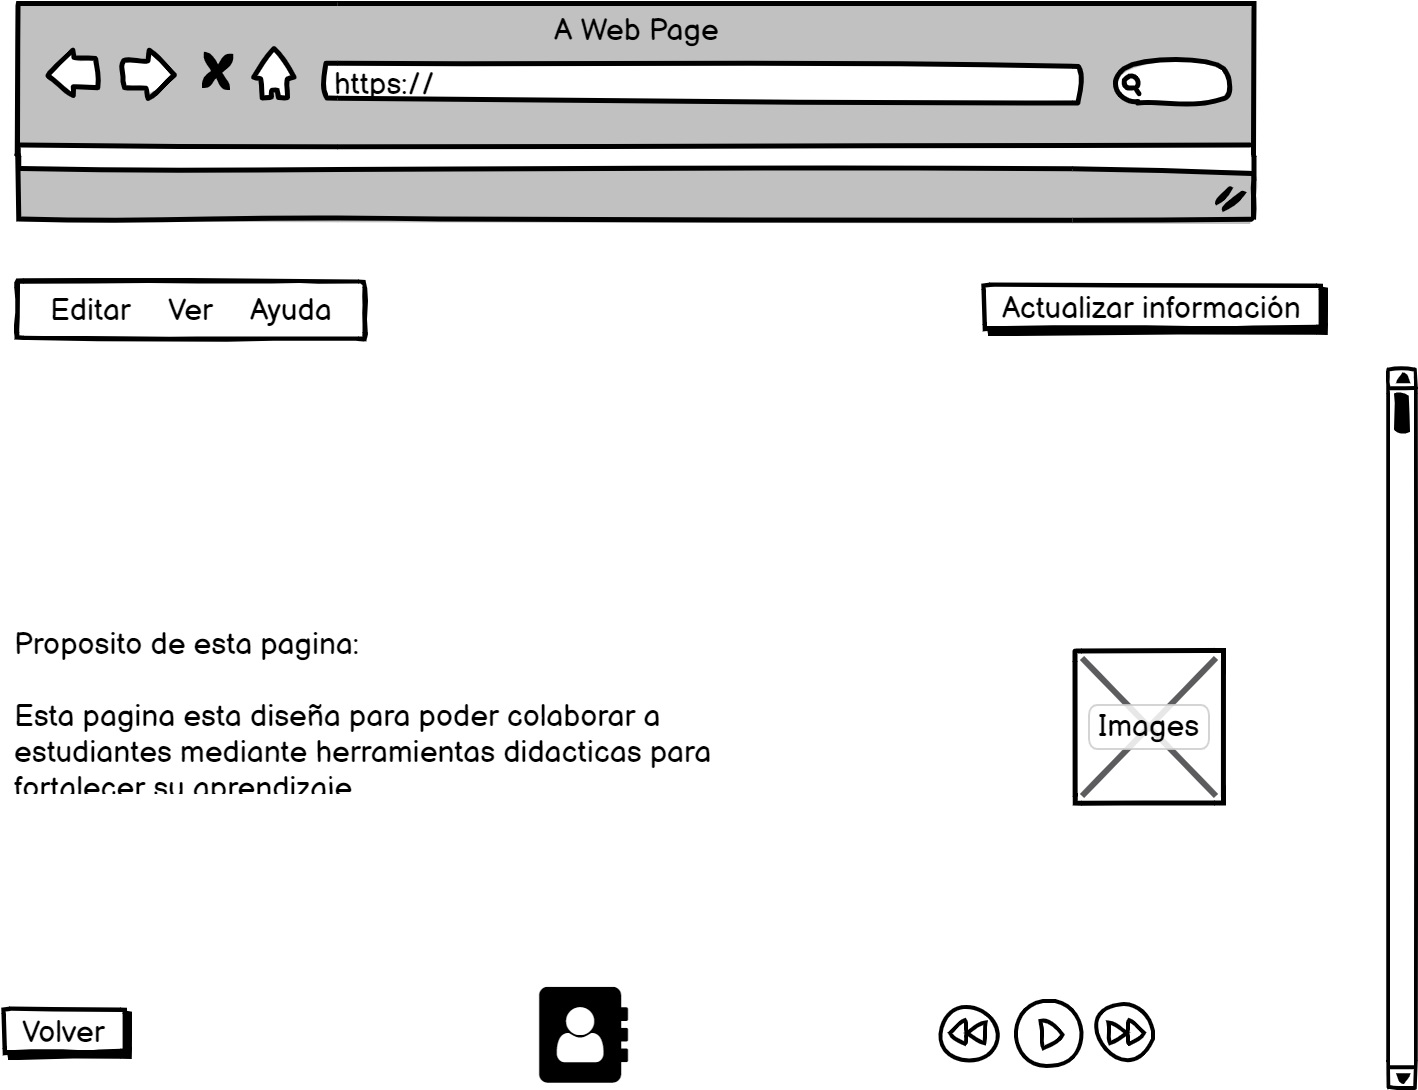 A Web Page
https://
Editar Ver Ayuda
Actualizar información
Proposito de esta pagina:
Esta pagina esta diseña para poder colaborar a
estudiantes mediante herramientas didacticas para
fortalecer su aprendizaje
Images
Volver